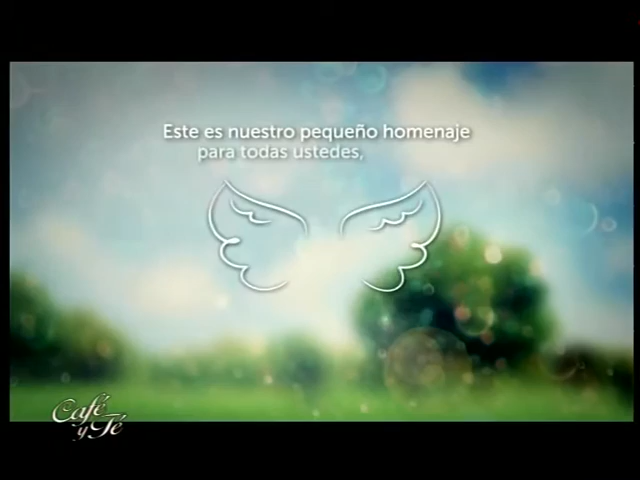 Este es nuestro pequeño homenaje
para todas ustedes,
Café
y Té